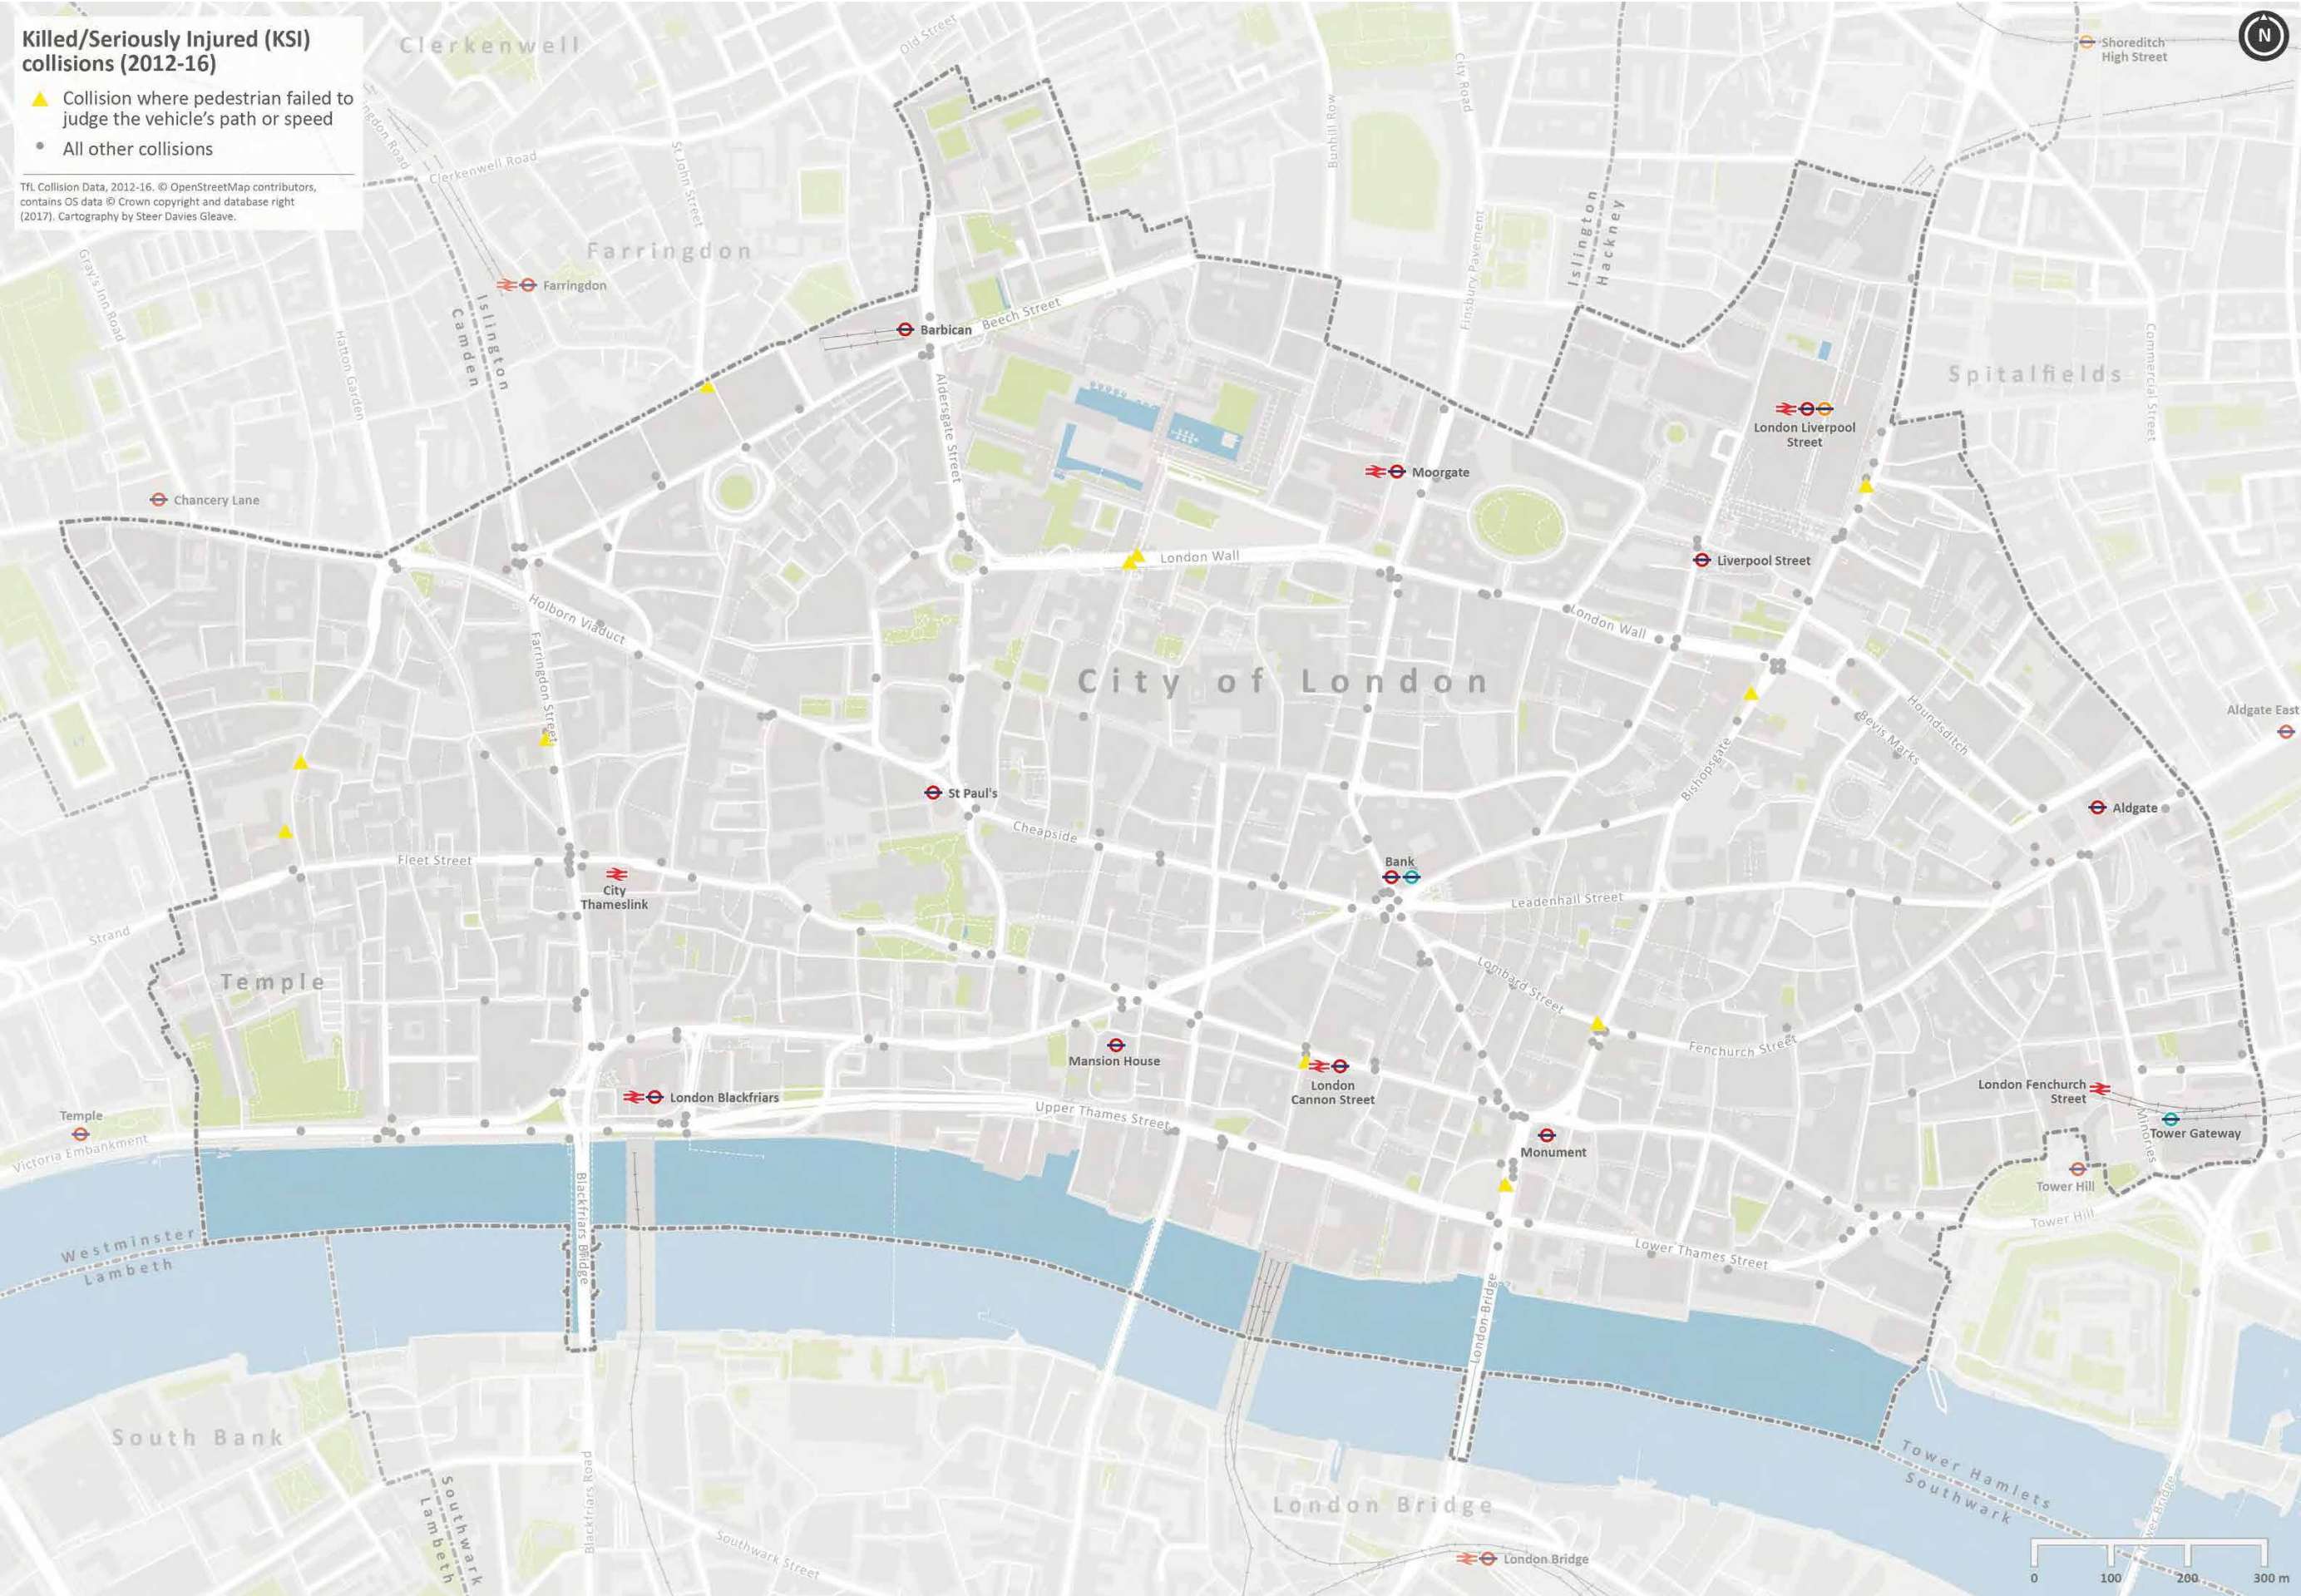 Killed/Seriously Injured (KSI)
collisions (2012-16)
Collision where pedestrian failed to
judge the vehicle's path or speed
All other collisions
TfL Collision Data, 2012-16. © OpenStreetMap contributors,
contains OS data © Crown copyright and database right
(2017). Cartography by Steer Davies Gleave.
N
Clerkenwell
Old Street
City Road
Shoreditch
High Street
Bunhill Row
Clerkenwell Road
St John Street
Farringdon
Finsbury Pavement
Islington
Hackney
Gray's Inn Road
Farringdon
Islington
Camden
Hatton Garden
Barbican
Beech Street
Aldersgate Street
Commercial Street
Spitalfields
London Liverpool
Street
Moorgate
Chancery Lane
London Wall
Liverpool Street
Holborn Viaduct
London Wall
Farringdon Street
City of London
Houndsditch
Bevis Marks
Aldgate East
Bishopsgate
St Paul's
Aldgate
Cheapside
Fleet Street
Bank
City
Thameslink
Leadenhall Street
Strand
Temple
Lombard Street
Fenchurch Street
Mansion House
London
Cannon Street
London Fenchurch
Street
London Blackfriars
Upper Thames Street
Temple
Victoria Embankment
Minories
Tower Gateway
Monument
Tower Hill
Tower Hill
Blackfriars Bridge
Westminster
Lambeth
Lower Thames Street
London Bridge
South Bank
Blackfriars Road
Southwark
Lambeth
Southwark Street
London Bridge
London Bridge
Tower Hamlets
Southwark
0 100 200 300 m